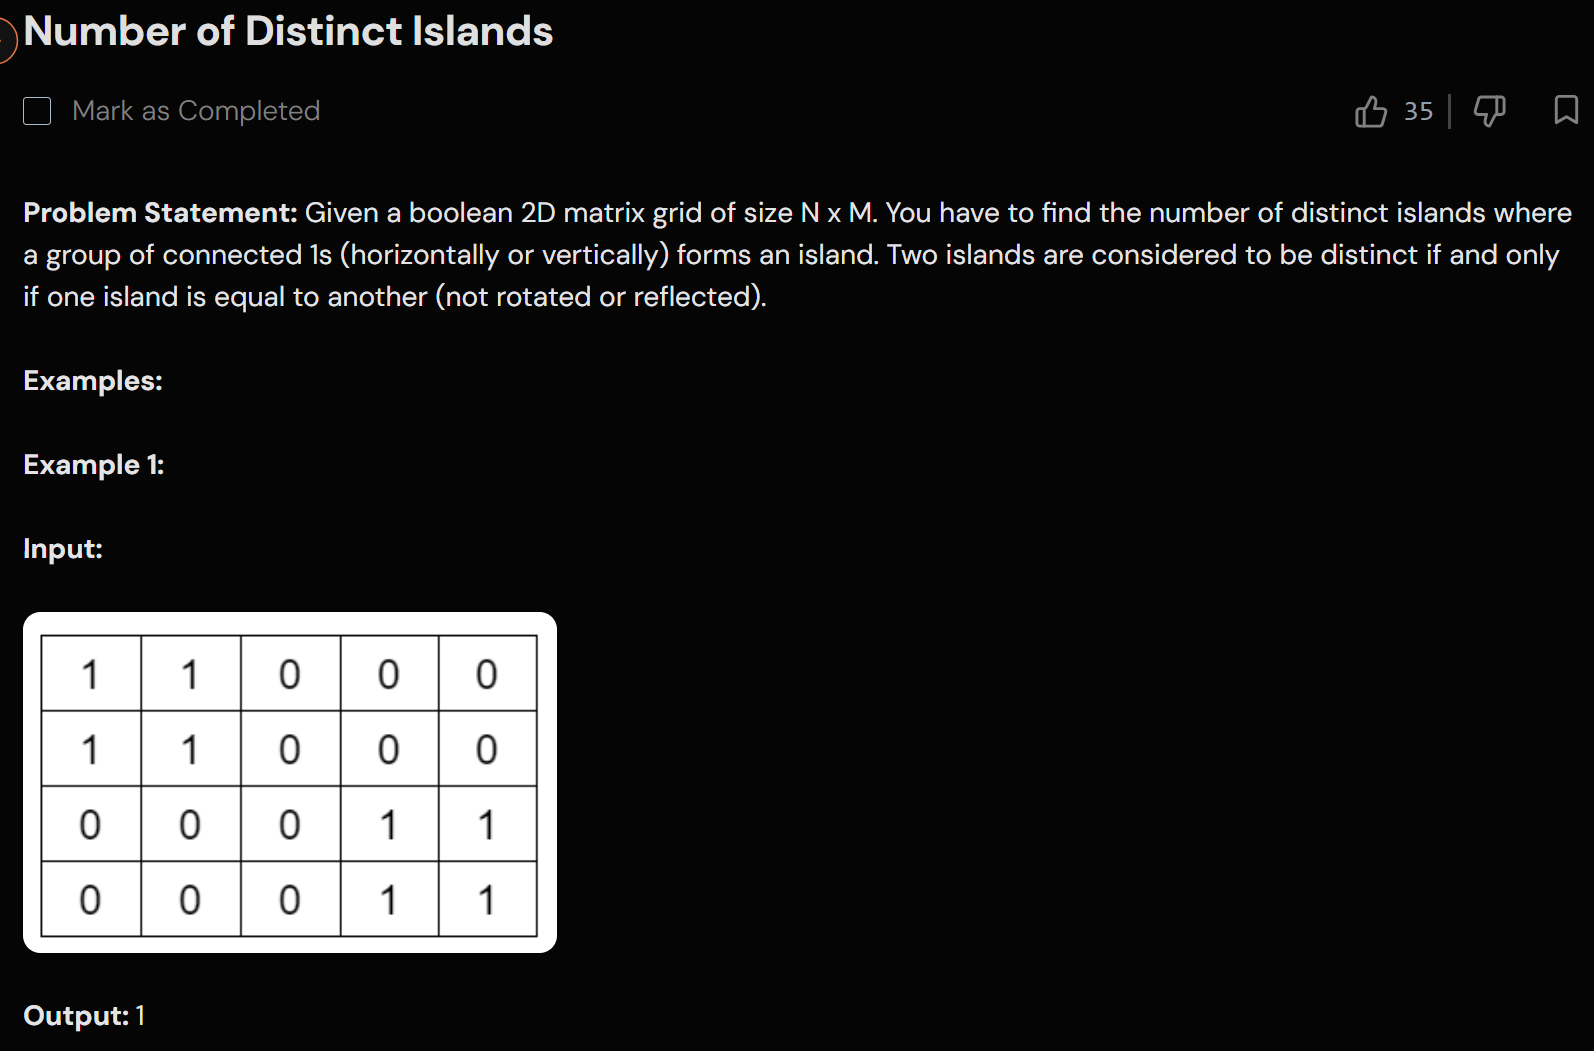 Number of Distinct Islands
Mark as Completed
35
Problem Statement: Given a boolean 2D matrix grid of size N x M. You have to find the number of distinct islands where
a group of connected 1s (horizontally or vertically) forms an island. Two islands are considered to be distinct if and only
if one island is equal to another (not rotated or reflected).
Examples:
Example 1:
Input:
1 1 0 0 0
1 1 0 0 0
0 0 0 1 1
0 0 0 1 1
Output: 1